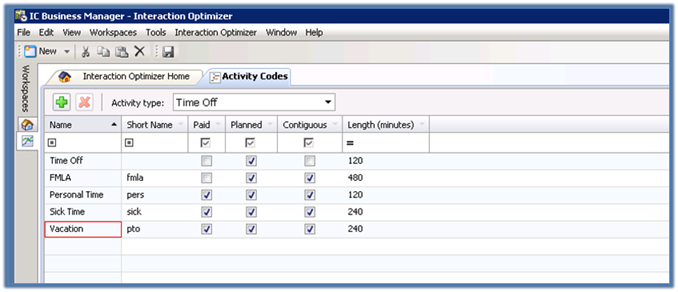 IC Business Manager - Interaction Optimizer
File Edit View Workspaces Tools Interaction Optimizer Window Help
New
Workspaces
Interaction Optimizer Home Activity Codes
Activity type: Time Off
Name Short Name Paid Planned Contiguous Length (minutes)
=
Time Off 120
FMLA fmla 480
Personal Time pers 120
Sick Time sick 240
Vacation pto 240